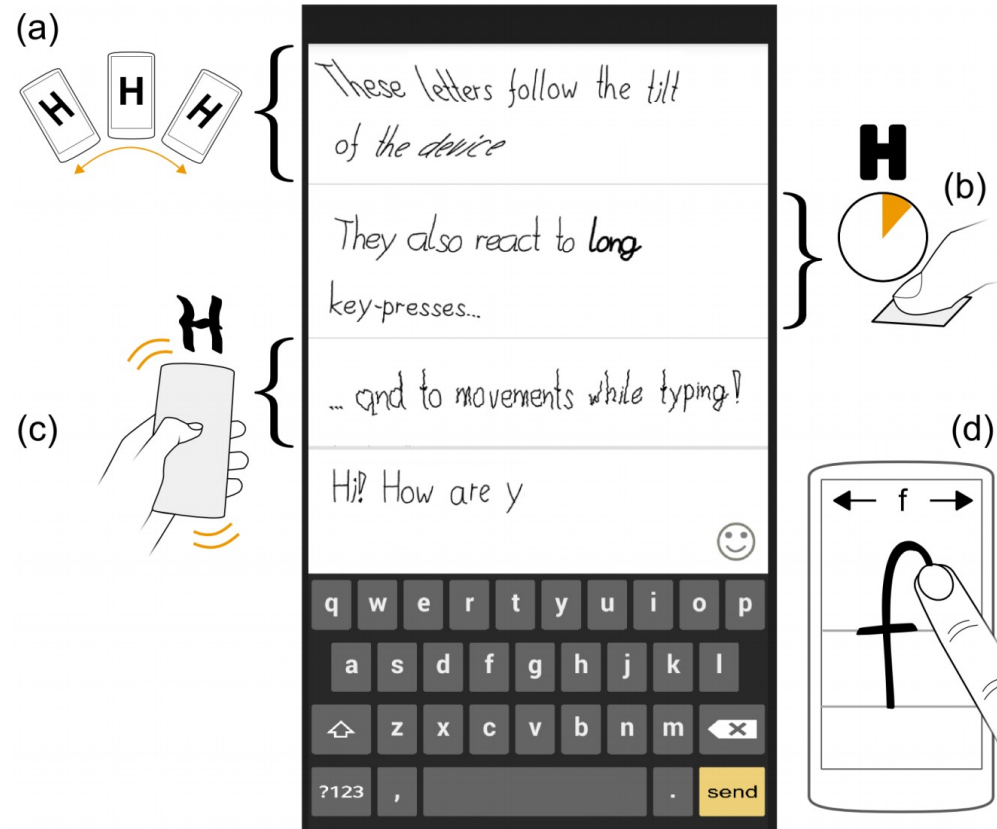 (a)
H
H
H
These letters follow the tilt
of the device
H
(b)
They also react to long
key-presses...
H
(c)
... and to movements while typing!
(d)
Hi! How are y
f
f
q w e r t y u i o p
a s d f g h j k l
z x c v b n m
?123 , . send